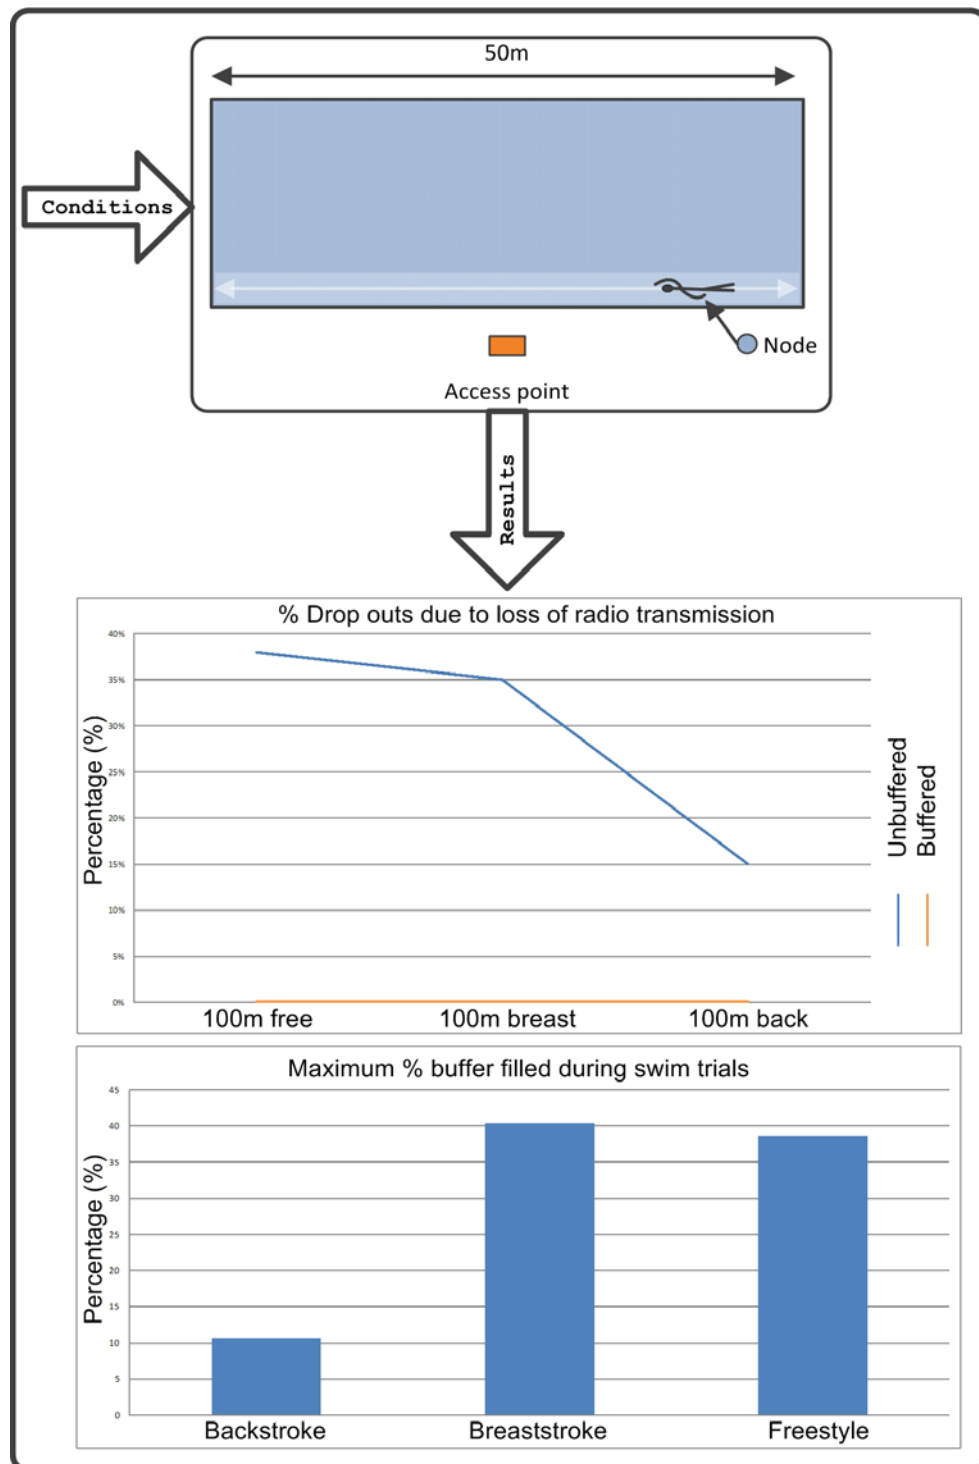 50m
Conditions
Node
Access point
Results
% Drop outs due to loss of radio transmission
Percentage (%)
40%
35%
30%
25%
20%
15%
10%
5%
0%
100m free
100m breast
100m back
Unbuffered
Buffered
Maximum % buffer filled during swim trials
Percentage (%)
45
40
35
30
25
20
15
10
5
0
Backstroke
Breaststroke
Freestyle